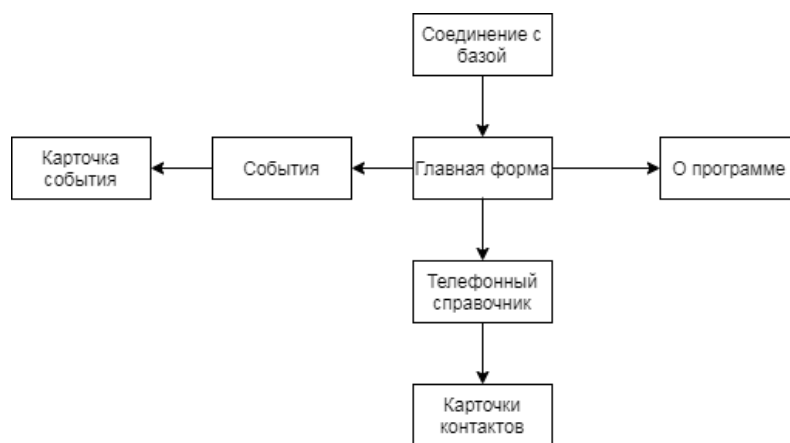 Соединение с
базой
Карточка
события
События
Главная форма
О программе
Телефонный
справочник
Карточки
контактов